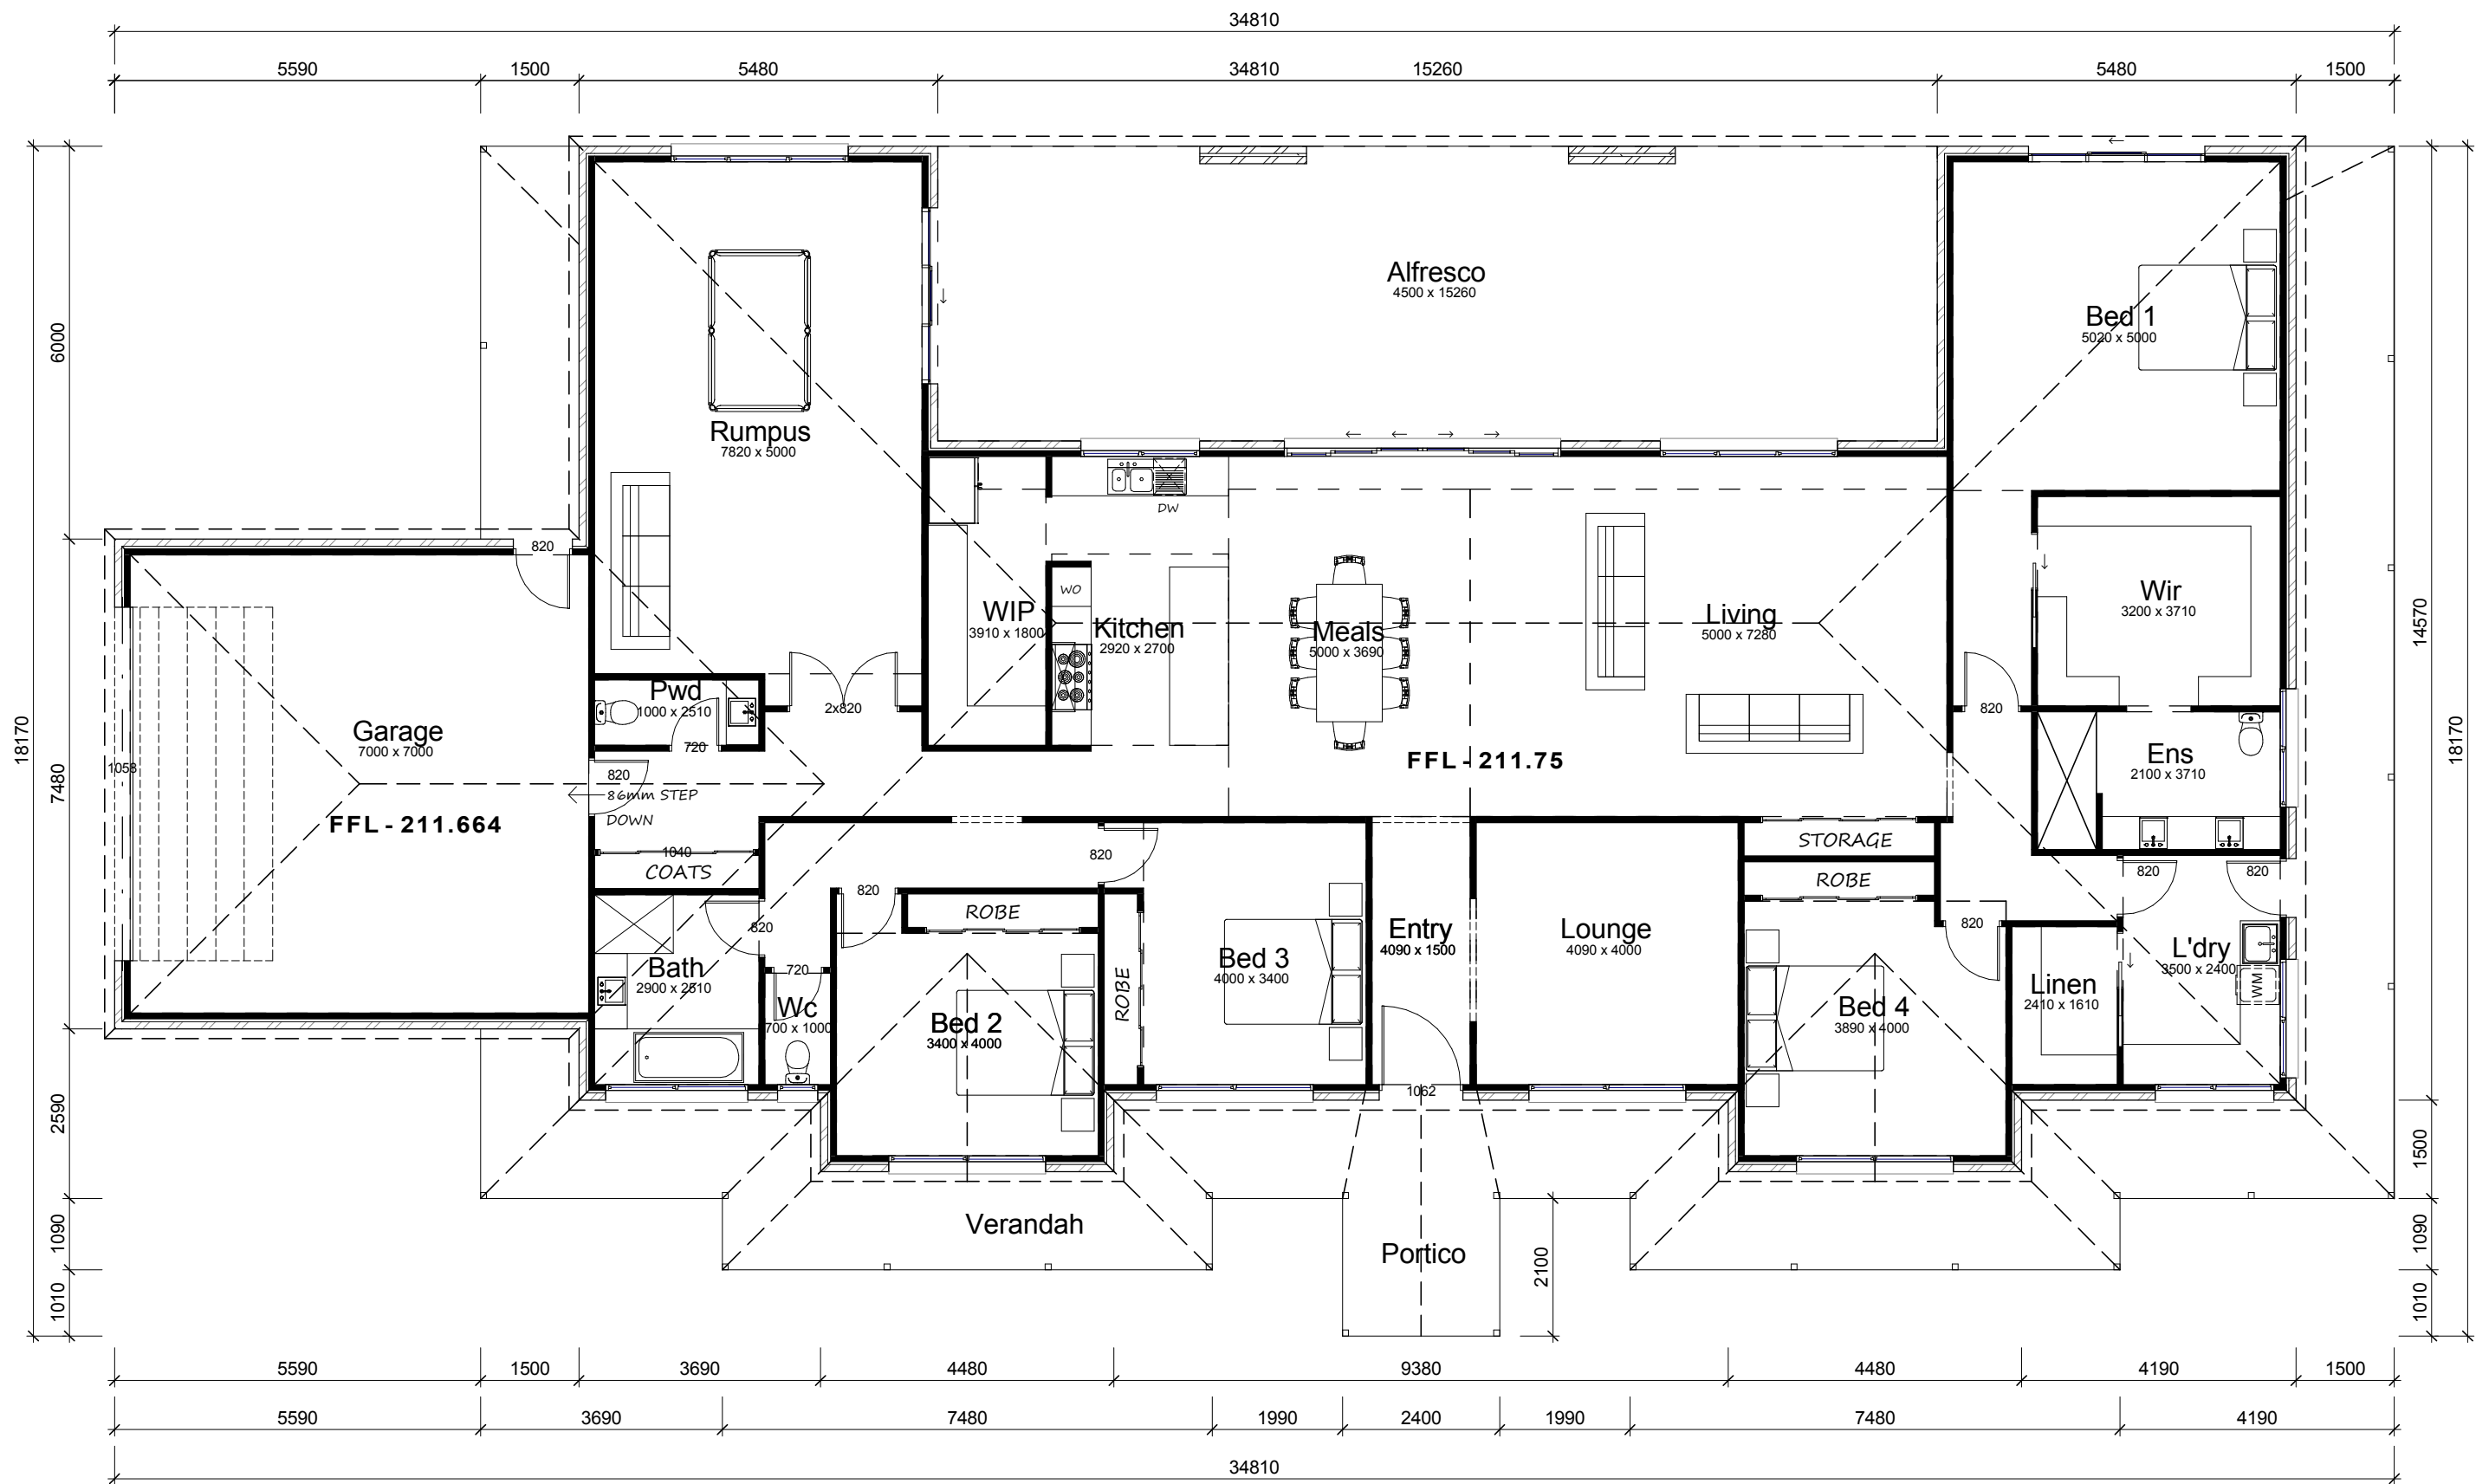 34810
5590 1500 5480 34810 15260 5480 1500
Alfresco
4500 x 15260
Bed 1
5020 x 5000
6000
Rumpus
7820 x 5000
DW
820
WO
WIP
3910 x 1800
Kitchen
2920 x 2700
Meals
5000 x 3690
Living
5000 x 7280
Wir
3200 x 3710
14570
Pwd
1000 x 2510
2x820
820
18170
Garage
7000 x 7000
720
Ens
2100 x 3710
18170
7480
1058
820
FFL - 211.75
86mm STEP
DOWN
FFL - 211.664
1040
COATS
820
STORAGE
820
820
820
ROBE
ROBE
820
820
Entry
4090 x 1500
Lounge
4090 x 4000
Bed 3
4000 x 3400
L'dry
3500 x 2400
Bath
2900 x 2510
720
ROBE
WM
Linen
2410 x 1610
Wc
700 x 1000
Bed 2
3400 x 4000
Bed 4
3890 x 4000
1062
2590
1500
Verandah
1090
Portico
2100
1090
1010
1010
5590 1500 3690 4480 9380 4480 4190 1500
5590 3690 7480 1990 2400 1990 7480 4190
34810